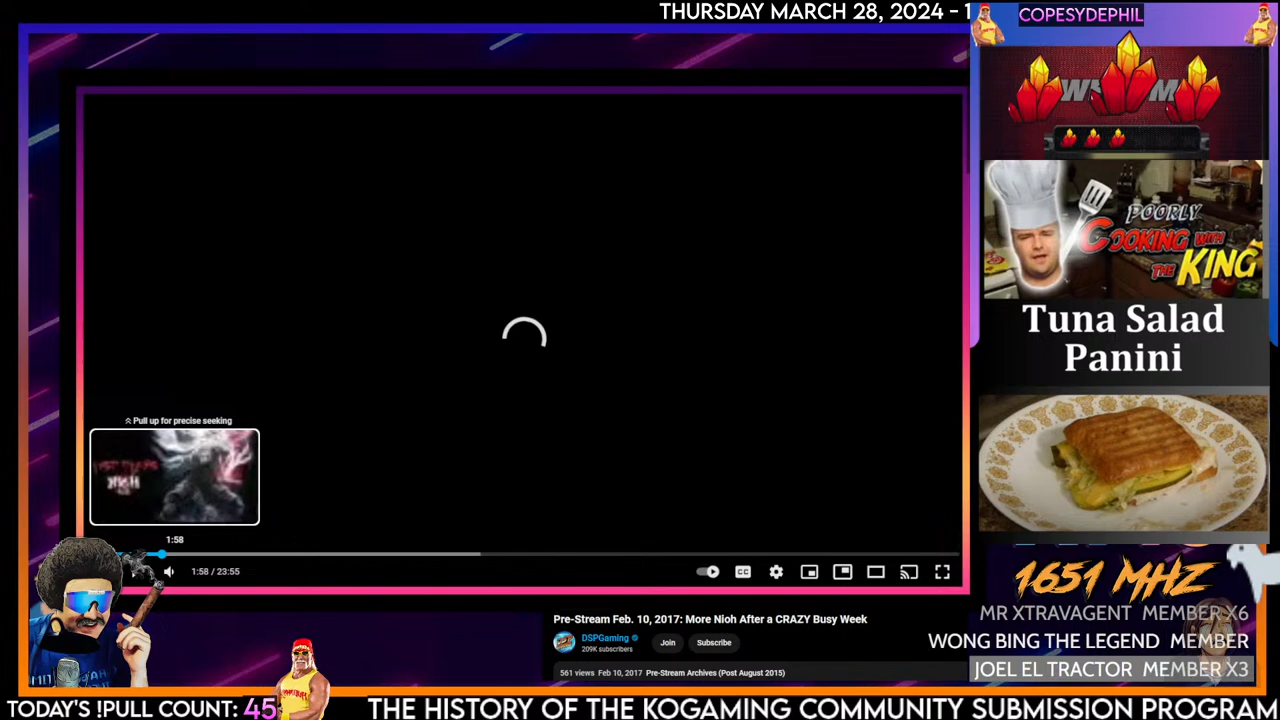 THURSDAY MARCH 28, 2024 - 1
COPESYDEPHIL
POORLY
COOKING WITH
THE KING
Tuna Salad
Panini
Pull up for precise seeking
1:58
1:58 / 23:55
CC
Pre-Stream Feb. 10, 2017: More Nioh After a CRAZY Busy Week
DSPGaming
209K subscribers
Join
Subscribe
561 views Feb 10, 2017 Pre-Stream Archives (Post August 2015)
1651 MHZ
MR XTRAVAGENT MEMBER X6
WONG BING THE LEGEND MEMBER
JOEL EL TRACTOR MEMBER X3
TODAY'S !PULL COUNT: 45
THE HISTORY OF THE KOGAMING COMMUNITY SUBMISSION PROGRAM